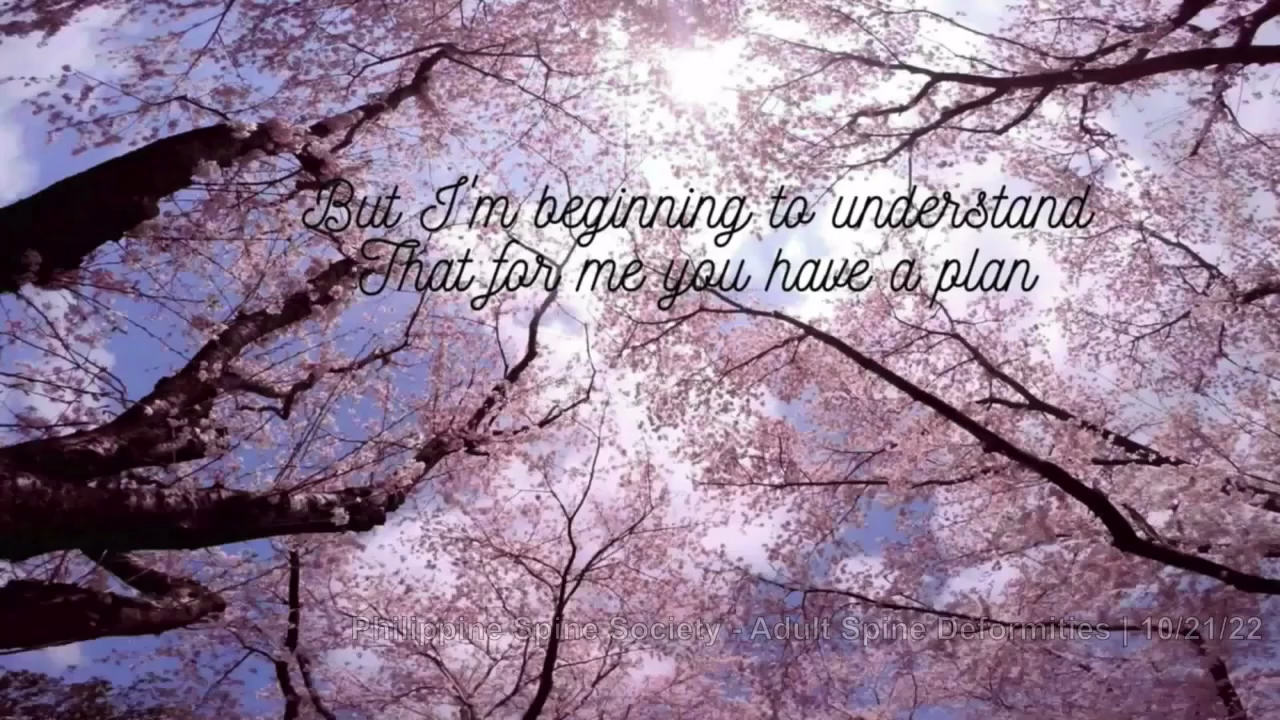 But I'm beginning to understand
That for me you have a plan
Philippine Spine Society - Adult Spine Deformities | 10/21/22